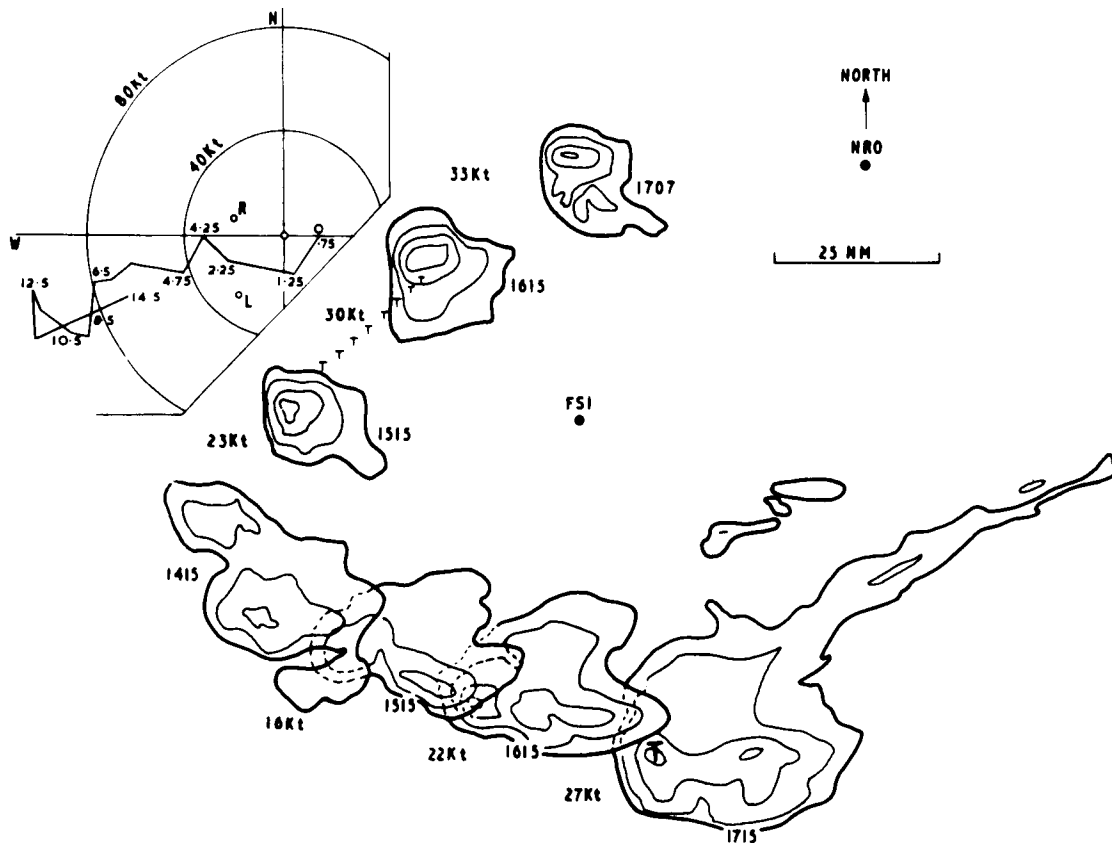 N
80Kt
40Kt
R
W
4.25
O
.75
6.5
2.25
4.75
1.25
12.5
14.5
L
8.5
10.5
NORTH
NRO
25 NM
33Kt
1707
1615
T
T
30Kt
T
T
T
T
T
FSI
23Kt
1515
1415
16Kt
1515
22Kt
1615
T
27Kt
1715